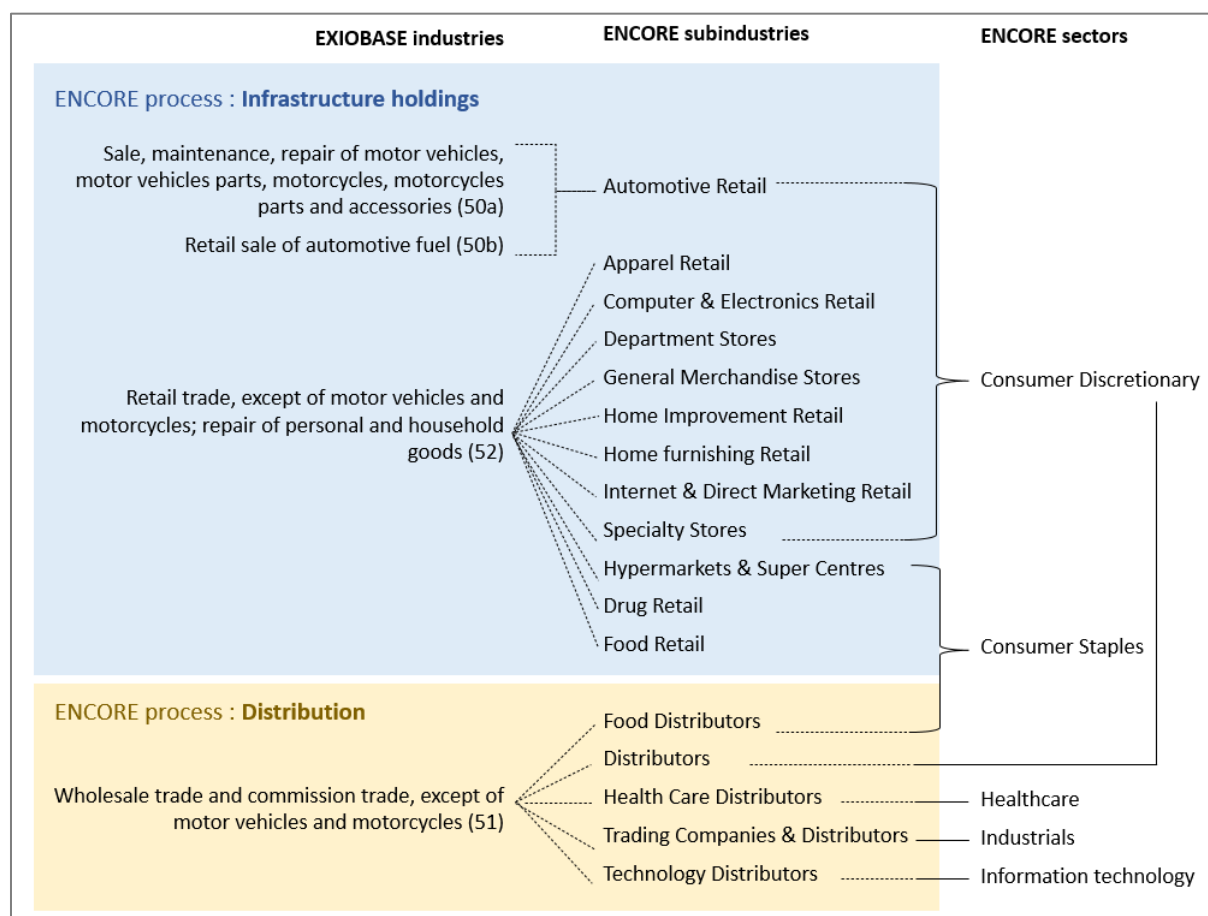 EXIOBASE industries
ENCORE subindustries
ENCORE sectors
ENCORE process : Infrastructure holdings
Sale, maintenance, repair of motor vehicles,
motor vehicles parts, motorcycles, motorcycles
parts and accessories (50a)
Retail sale of automotive fuel (50b)
Automotive Retail
Apparel Retail
Computer & Electronics Retail
Department Stores
General Merchandise Stores
Home Improvement Retail
Home furnishing Retail
Internet & Direct Marketing Retail
Specialty Stores
Hypermarkets & Super Centres
Drug Retail
Food Retail
Retail trade, except of motor vehicles and
motorcycles; repair of personal and household
goods (52)
Consumer Discretionary
Consumer Staples
ENCORE process : Distribution
Wholesale trade and commission trade, except of
motor vehicles and motorcycles (51)
Food Distributors
Distributors
Health Care Distributors
Trading Companies & Distributors
Technology Distributors
Healthcare
Industrials
Information technology